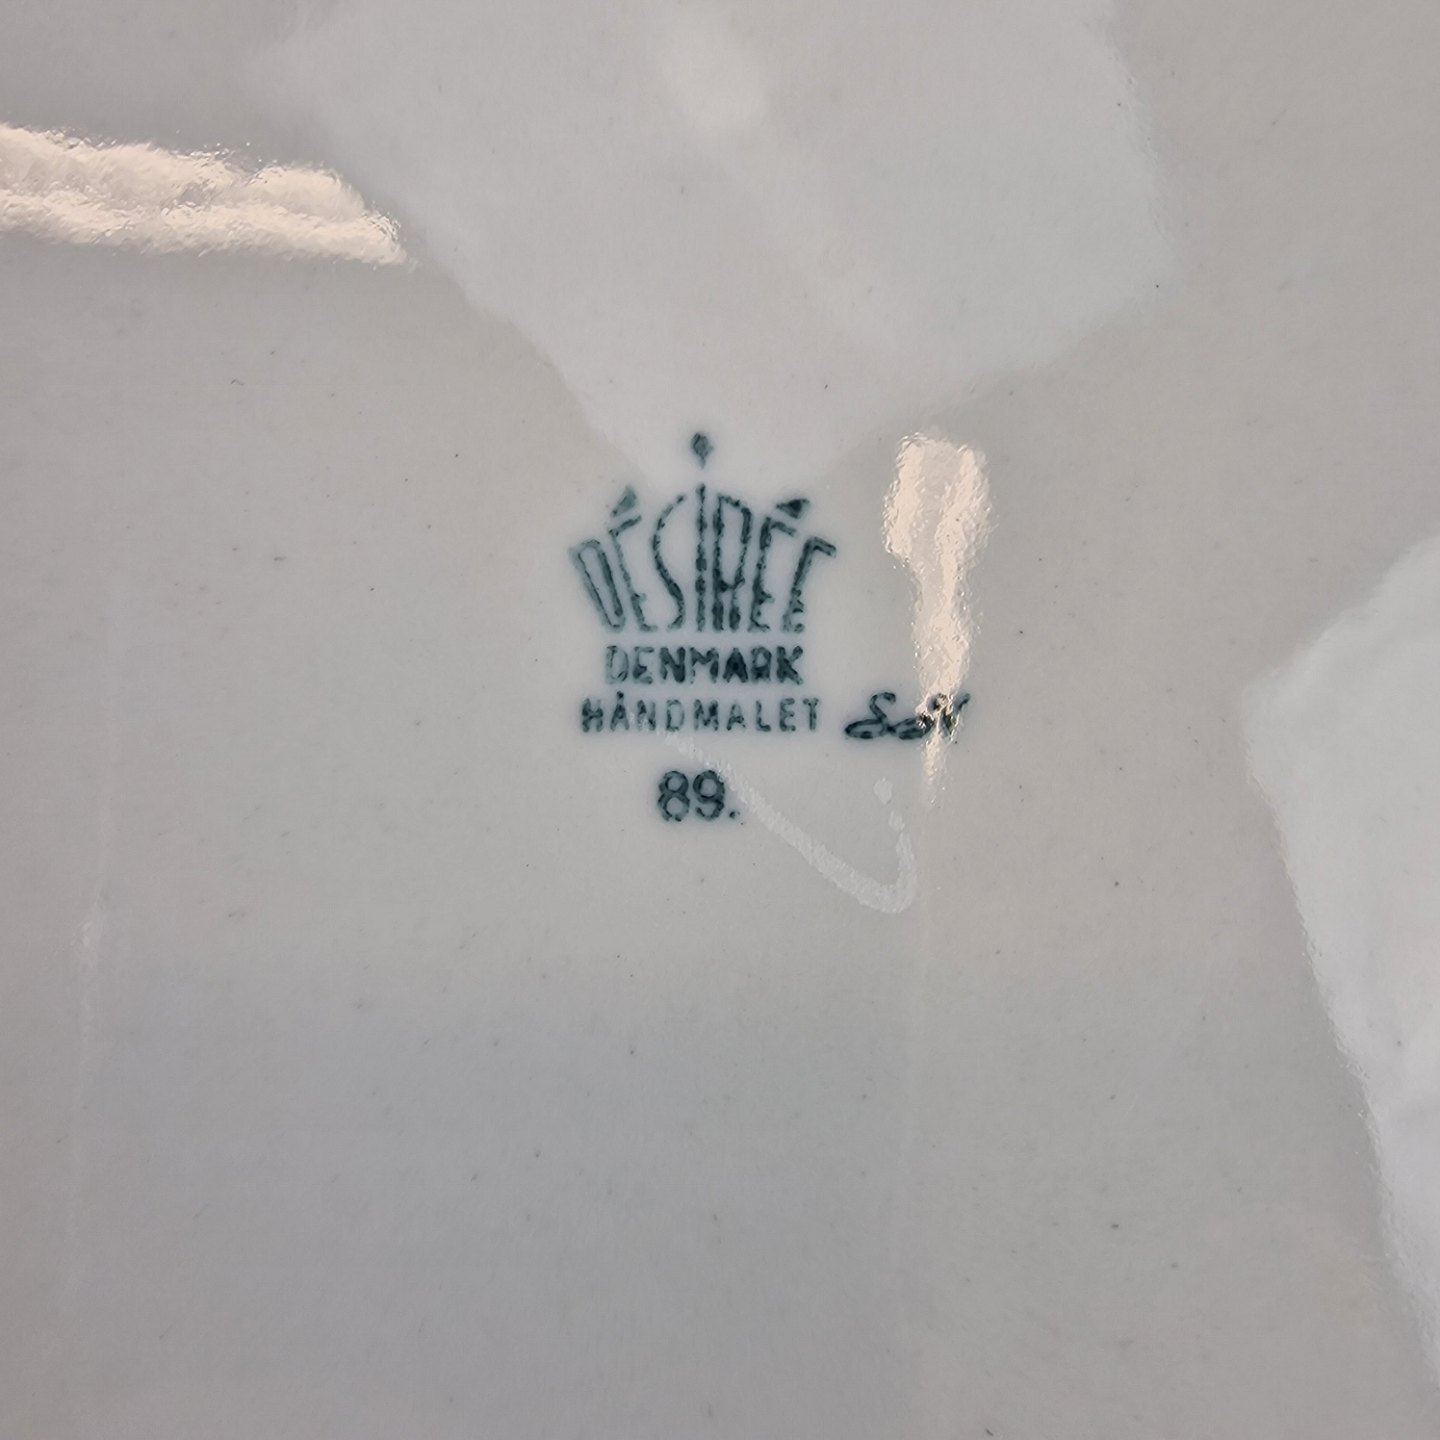 DÉSIRÉE
DENMARK
HÅNDMALET
89.